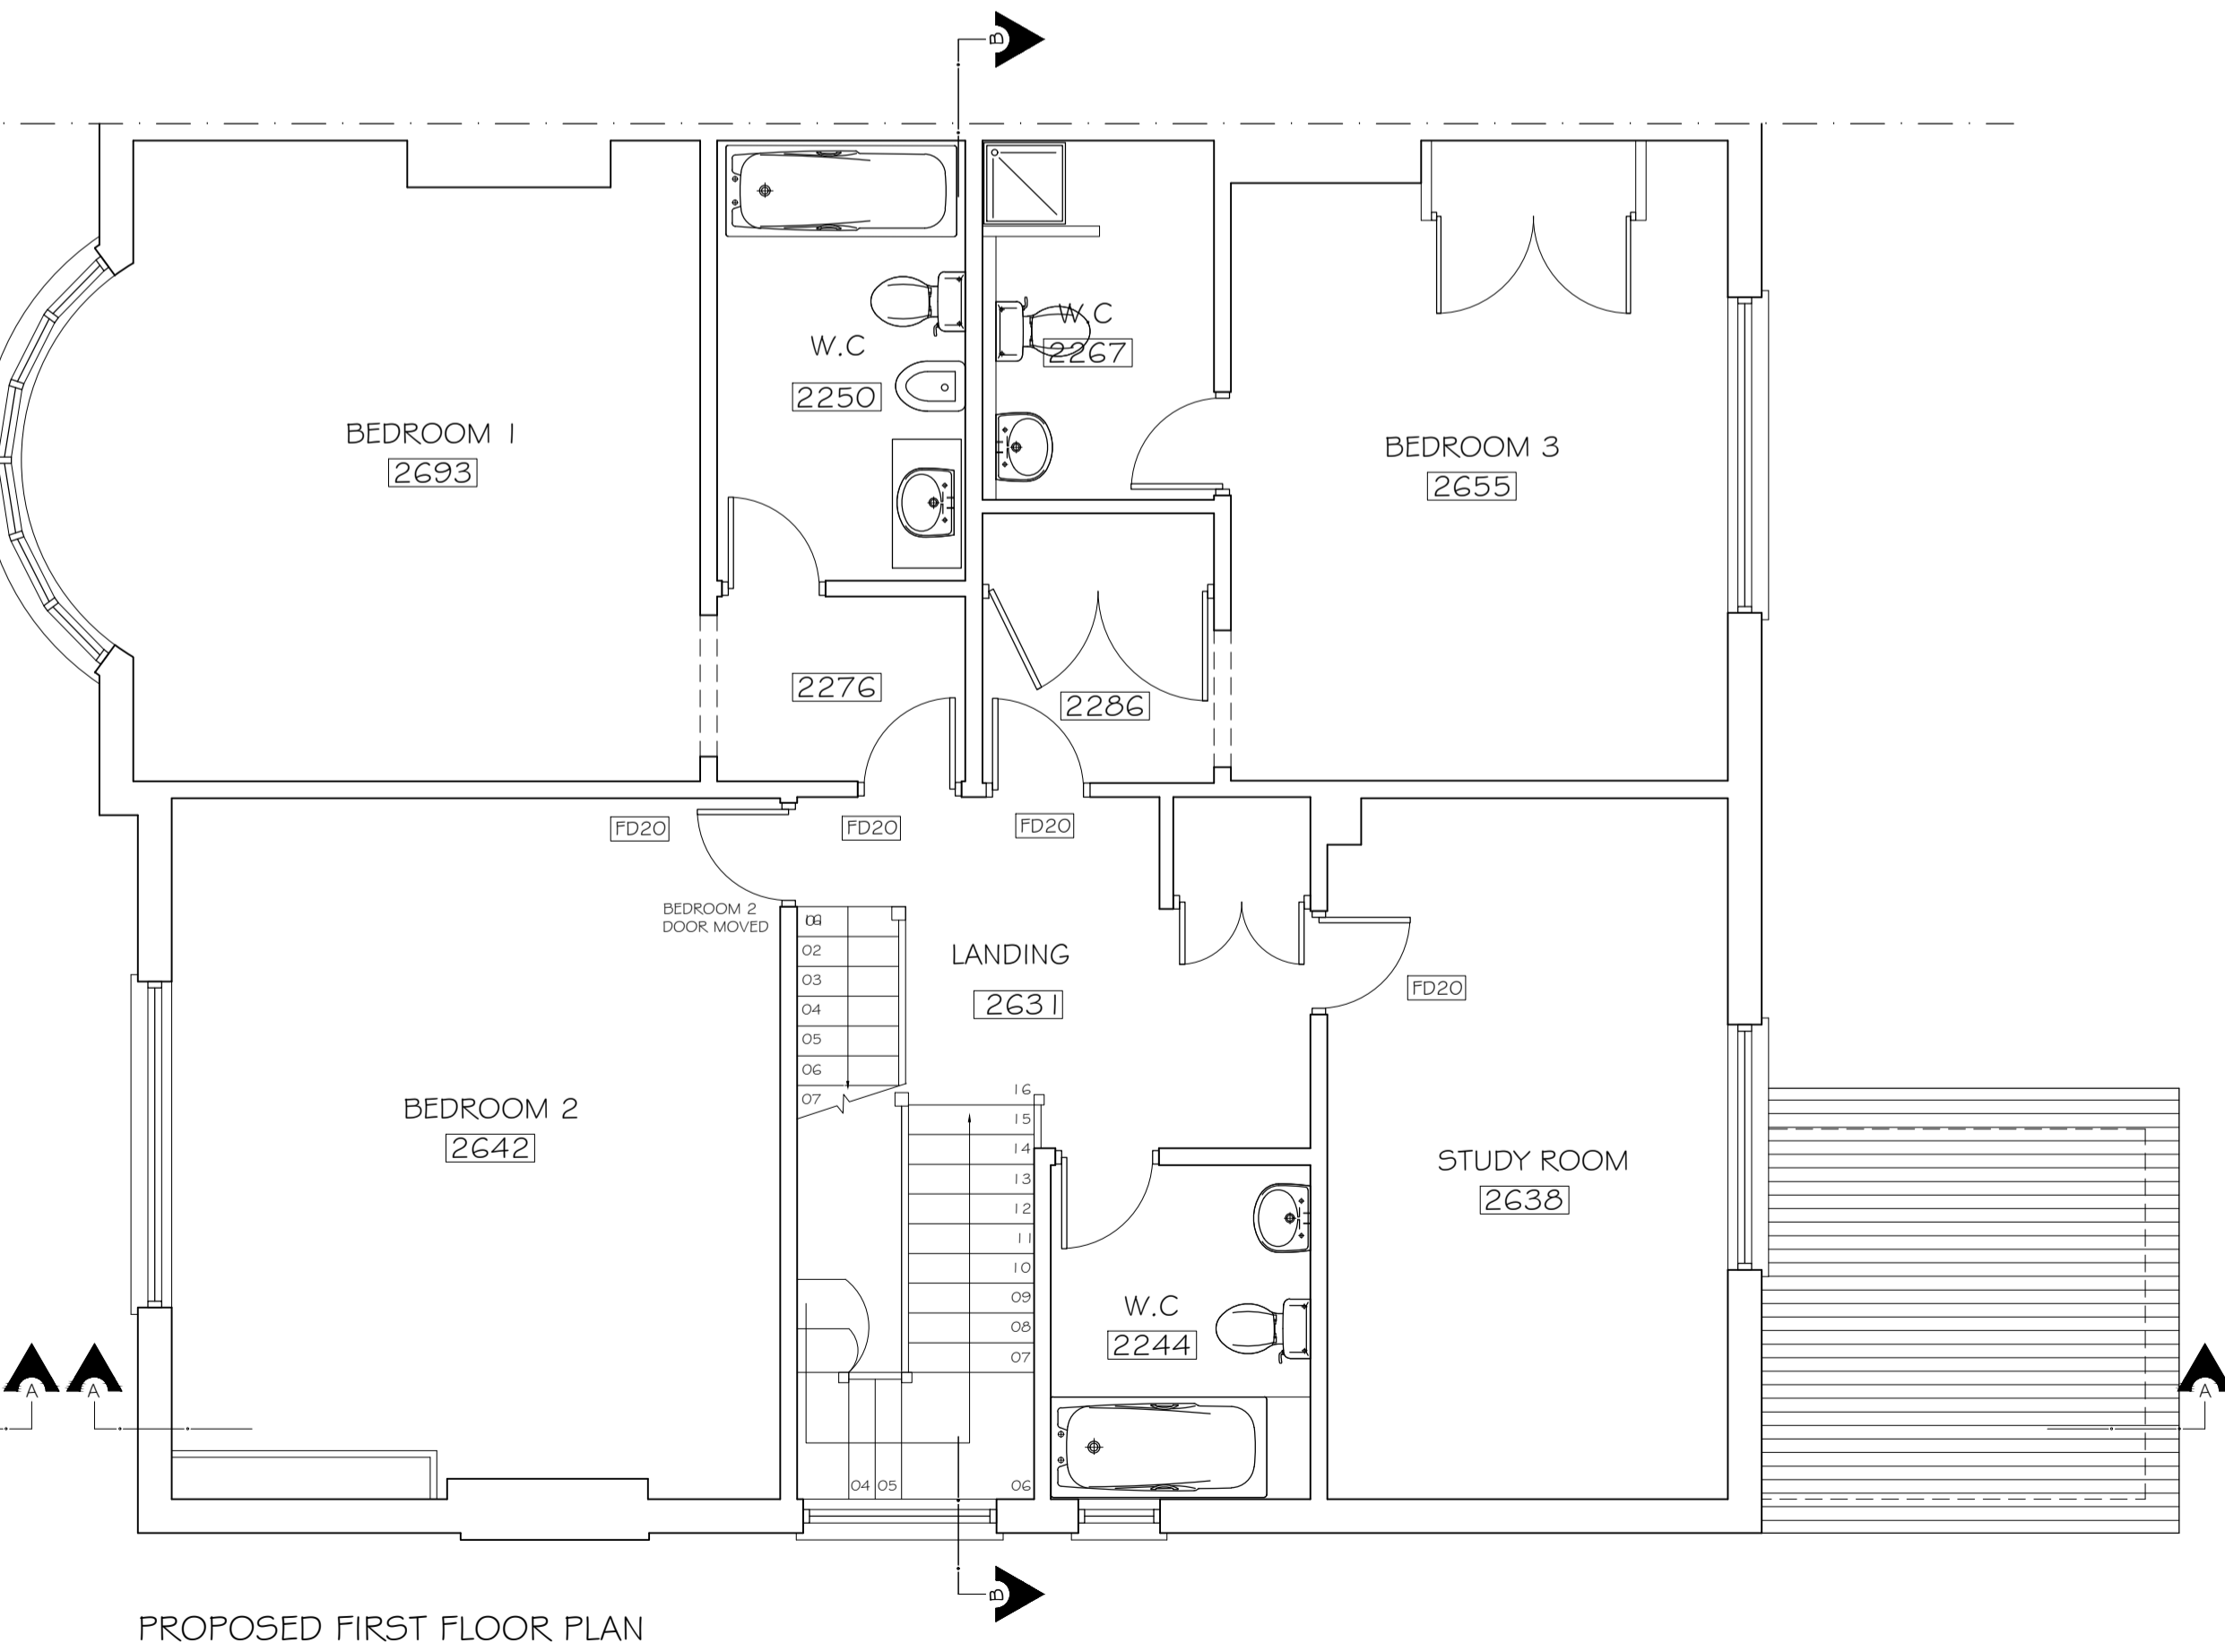 B
W.C
2250
W.C
2267
BEDROOM 1
2693
BEDROOM 3
2655
2276
2286
FD20
FD20
FD20
BEDROOM 2
DOOR MOVED
02
03
04
05
06
07
LANDING
2631
FD20
16
15
14
13
12
11
10
09
08
07
06
04 05
BEDROOM 2
2642
STUDY ROOM
2638
W.C
2244
A
A
A
B
PROPOSED FIRST FLOOR PLAN